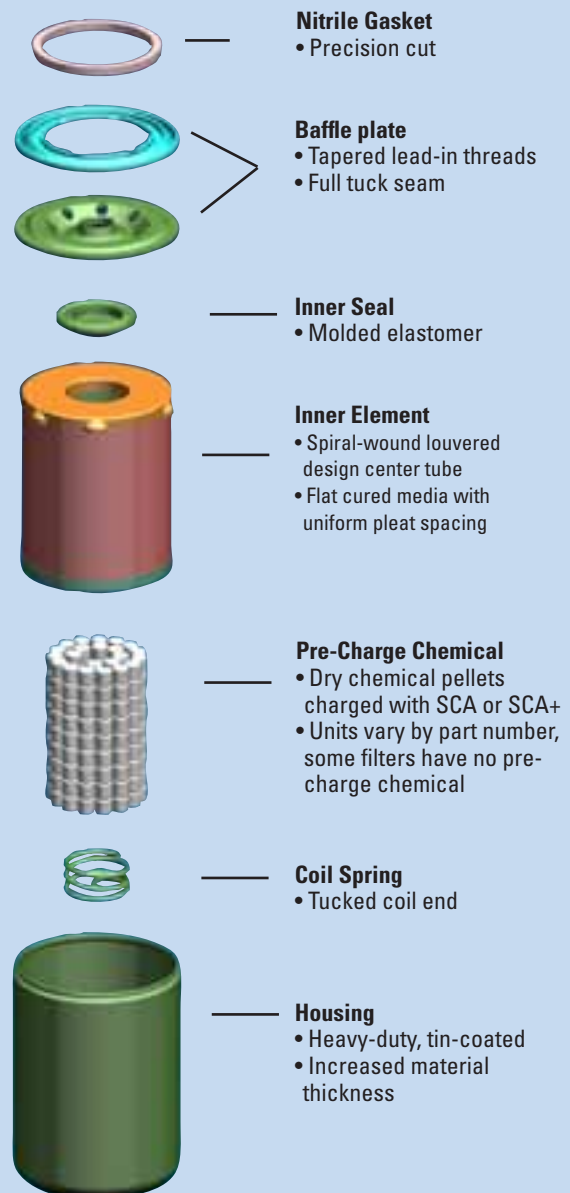 Nitrile Gasket
• Precision cut
Baffle plate
• Tapered lead-in threads
• Full tuck seam
Inner Seal
• Molded elastomer
Inner Element
• Spiral-wound louvered
design center tube
• Flat cured media with
uniform pleat spacing
Pre-Charge Chemical
• Dry chemical pellets
charged with SCA or SCA+
• Units vary by part number,
some filters have no pre-
charge chemical
Coil Spring
• Tucked coil end
Housing
• Heavy-duty, tin-coated
• Increased material
thickness